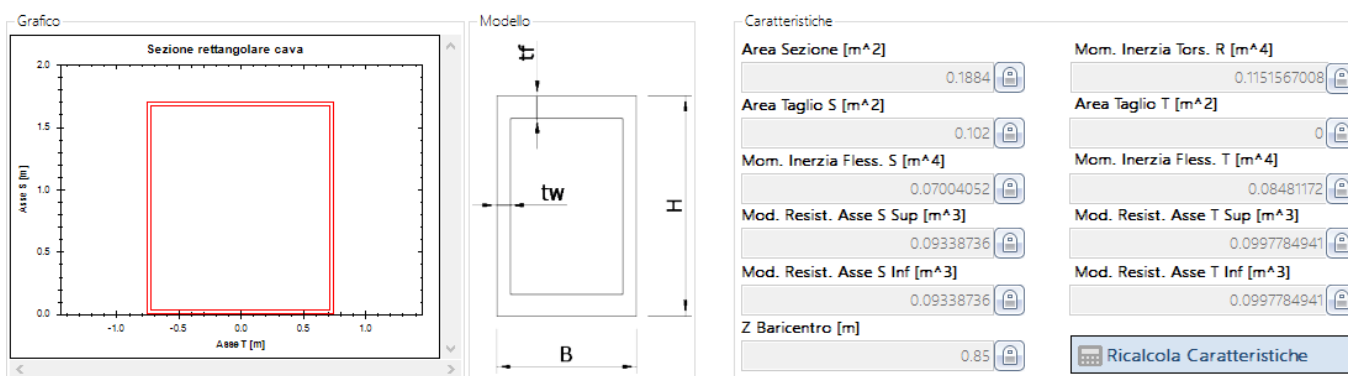 Grafico
Sezione rettangolare cava
2.0
1.5
1.0
0.5
0.0
Asse S [m]
-1.0 -0.5 0.0 0.5 1.0
Asse T [m]
Modello
tf
tw
H
B
Caratteristiche
Area Sezione [m^2]
0.1884
Mom. Inerzia Tors. R [m^4]
0.1151567008
Area Taglio S [m^2]
0.102
Area Taglio T [m^2]
0
Mom. Inerzia Fless. S [m^4]
0.07004052
Mom. Inerzia Fless. T [m^4]
0.08481172
Mod. Resist. Asse S Sup [m^3]
0.09338736
Mod. Resist. Asse T Sup [m^3]
0.0997784941
Mod. Resist. Asse S Inf [m^3]
0.09338736
Mod. Resist. Asse T Inf [m^3]
0.0997784941
Z Baricentro [m]
0.85
Ricalcola Caratteristiche